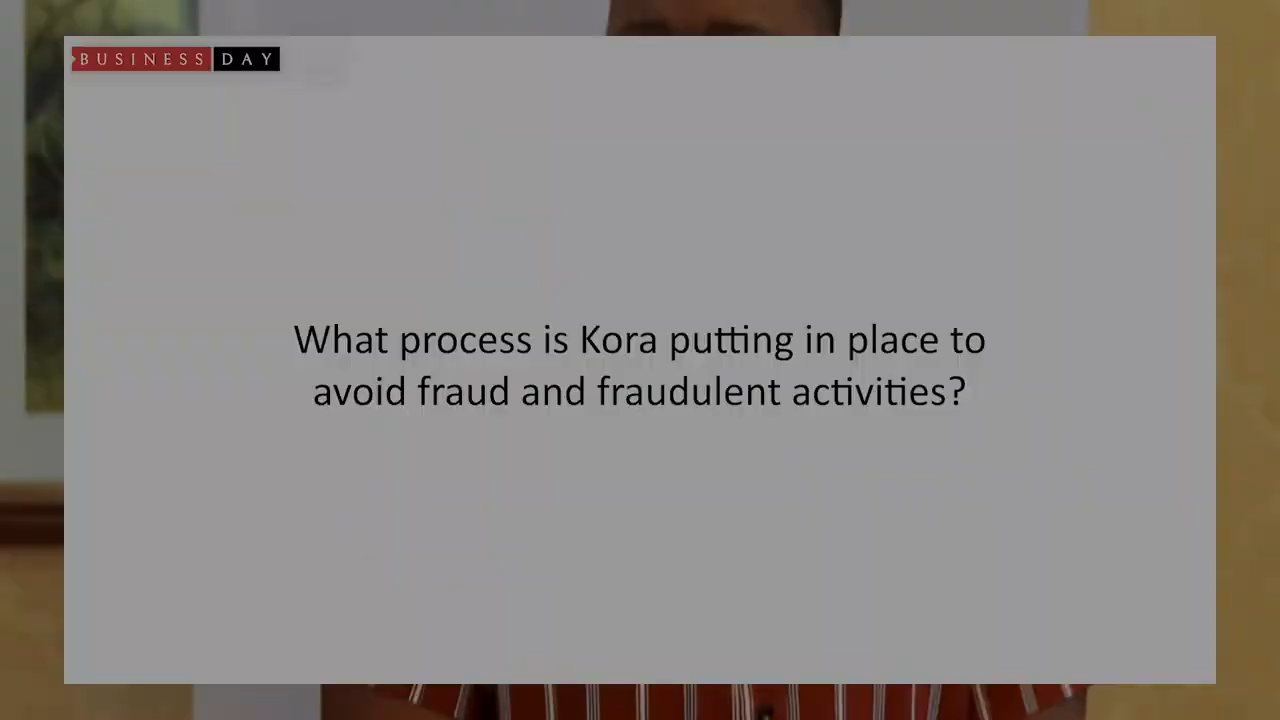 BUSINESS DAY
What process is Kora putting in place to
avoid fraud and fraudulent activities?